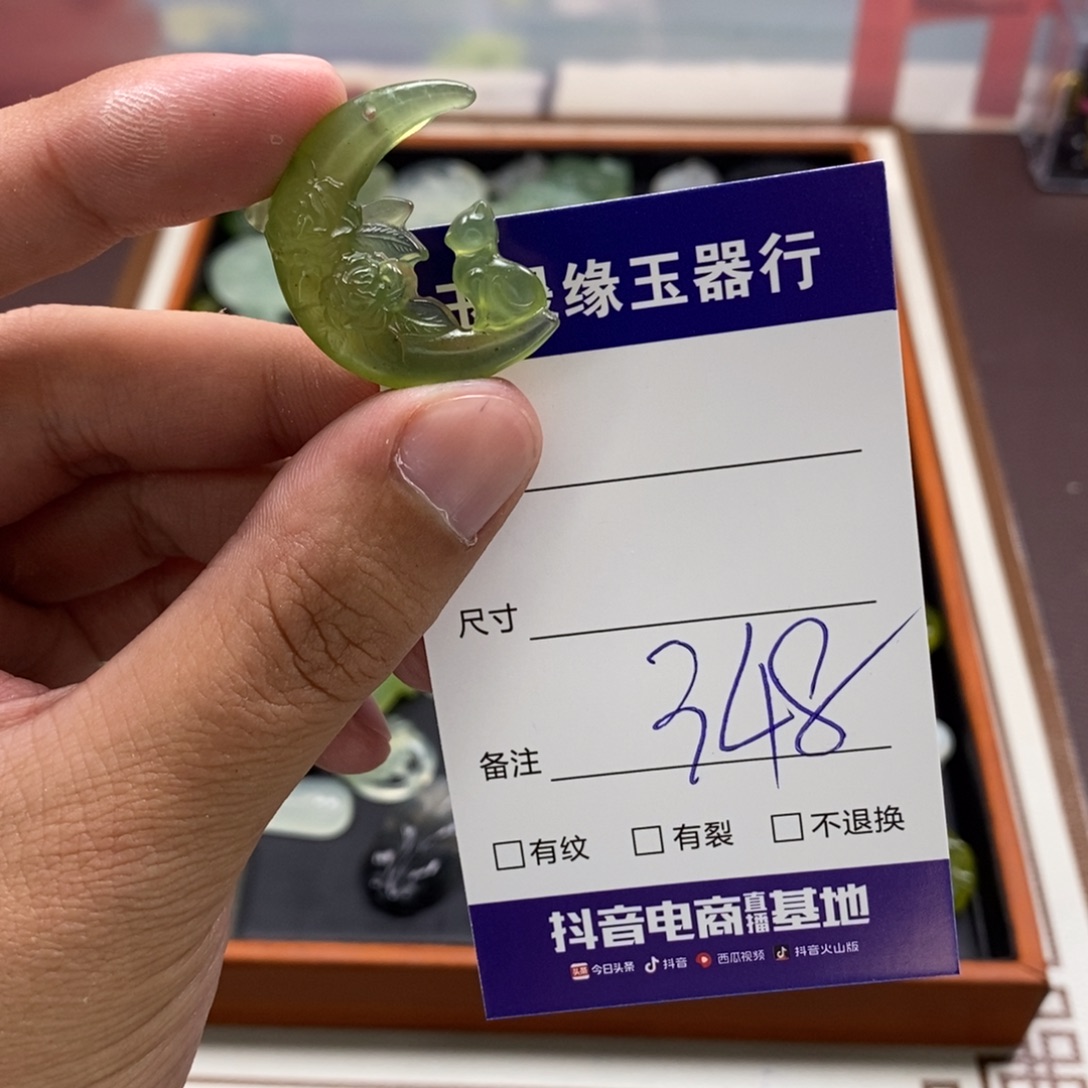 缘玉器行
尺寸
备注 348
□有纹 □有裂 □不退换
抖音电商直播基地
头条 今日头条 抖音 西瓜视频 抖音火山版